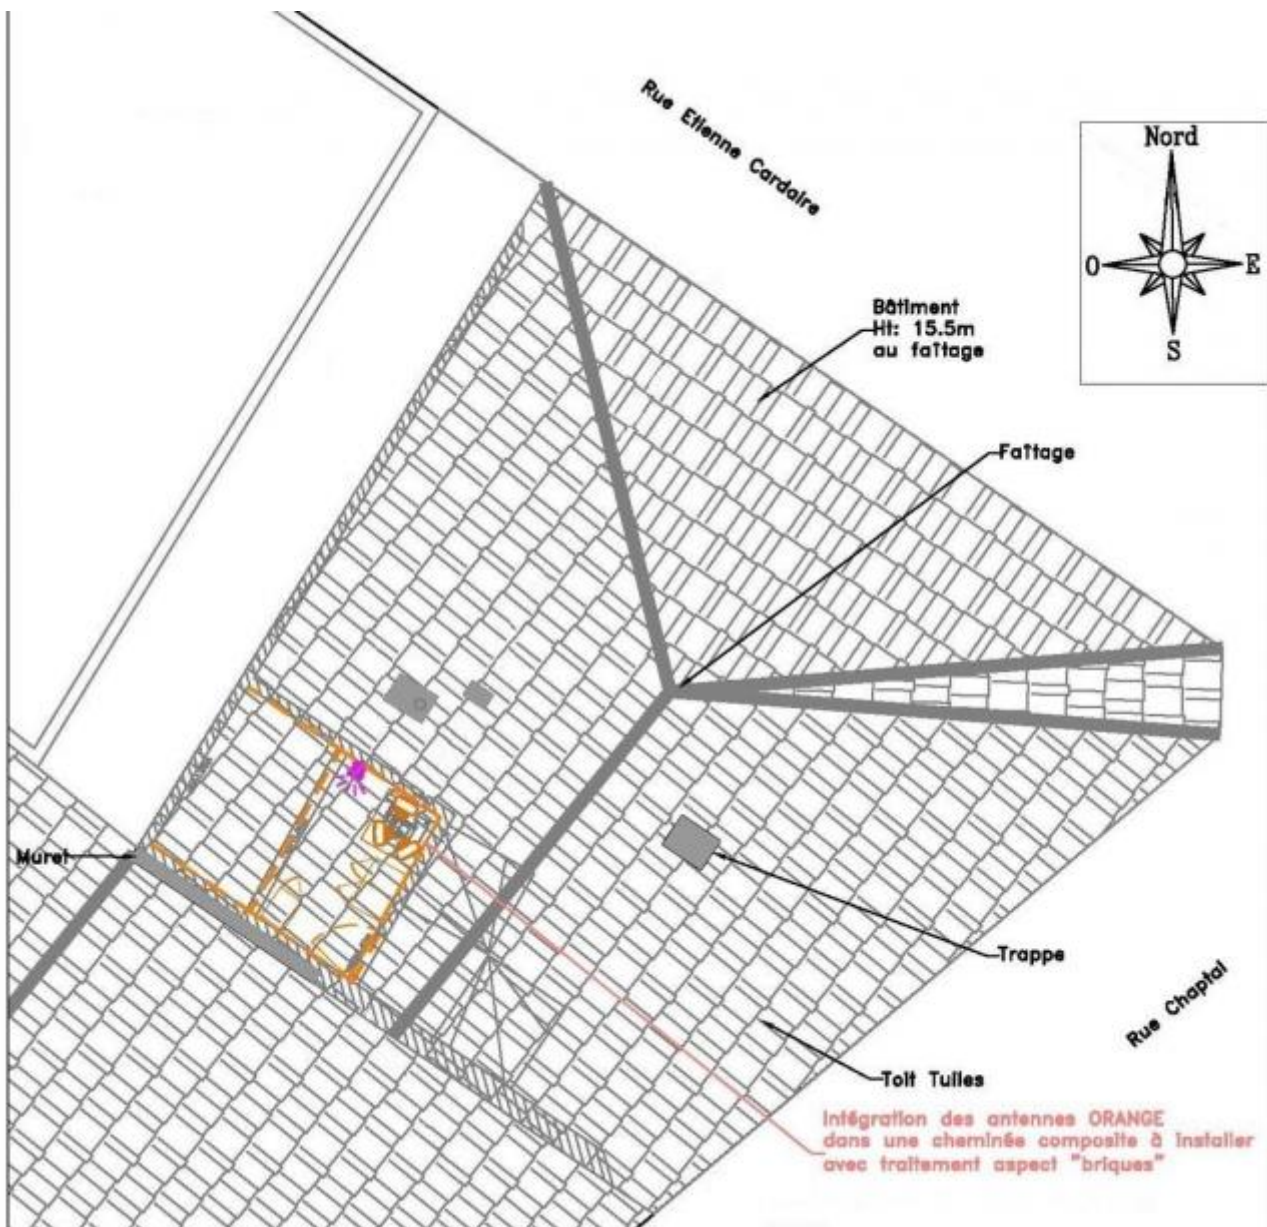 Rue Etienne Cardaire
Nord
O
E
S
Bâtiment
Ht: 15.5m
au faîtage
Faîtage
Muret
Trappe
Rue Chaptal
Toit Tuiles
Intégration des antennes ORANGE
dans une cheminée composite à installer
avec traitement aspect "briques"